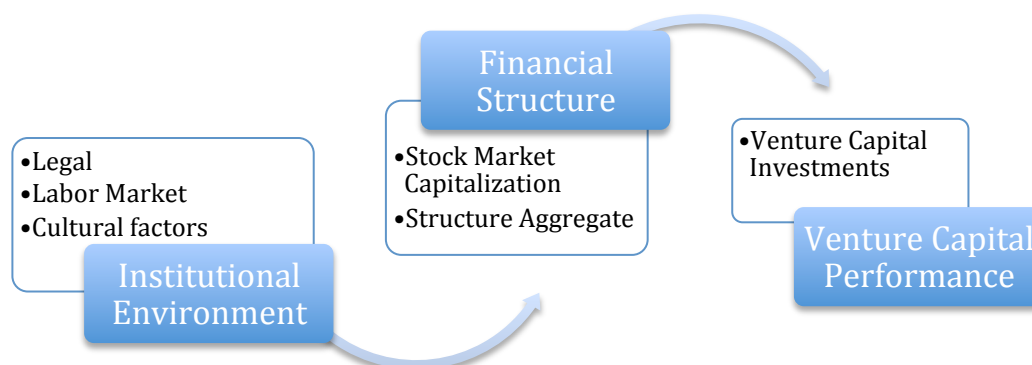 •Legal
•Labor Market
•Cultural factors
Institutional
Environment
Financial
Structure
•Stock Market
Capitalization
•Structure Aggregate
•Venture Capital
Investments
Venture Capital
Performance